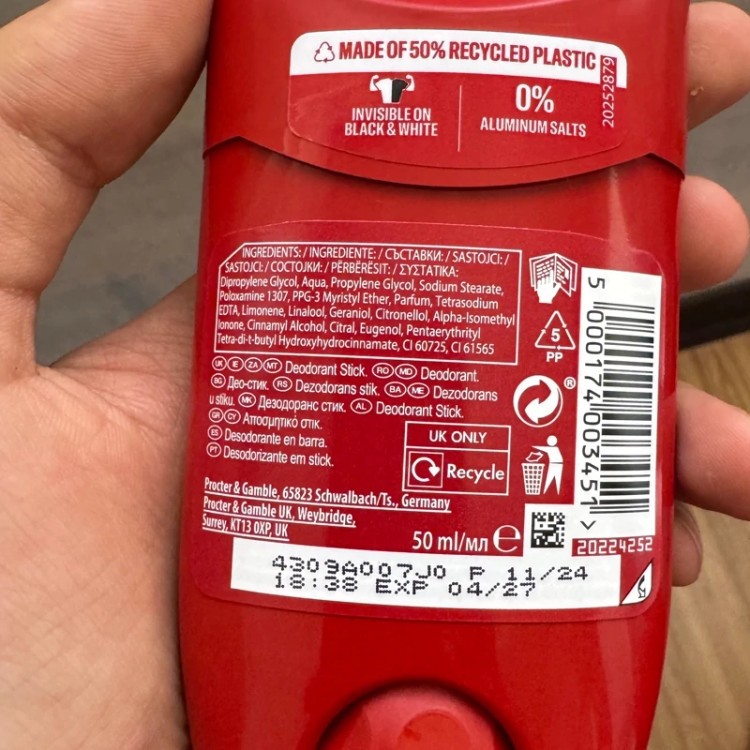 MADE OF 50% RECYCLED PLASTIC
20252879
INVISIBLE ON
BLACK & WHITE
0%
ALUMINUM SALTS
INGREDIENTS: / INGREDIENTE: / СЪСТАВКИ: / SASTOJCI: /
SASTOJCI: / СОСТОЈКИ: / PËRBËRËSIT: / ΣΥΣΤΑΤΙΚΑ:
Dipropylene Glycol, Aqua, Propylene Glycol, Sodium Stearate,
Poloxamine 1307, PPG-3 Myristyl Ether, Parfum, Tetrasodium
EDTA, Limonene, Linalool, Geraniol, Citronellol, Alpha-Isomethyl
Ionone, Cinnamyl Alcohol, Citral, Eugenol, Pentaerythrityl
Tetra-di-t-butyl Hydroxyhydrocinnamate, CI 60725, CI 61565
5
PP
UK IE ZA MT Deodorant Stick. RO MD Deodorant.
BG Део-стик. RS Dezodorans stik. BA ME Dezodorans
u stiku. MK Дезодоранс стик. AL Deodorant Stick.
GR CY Αποσμητικό στικ.
ES Desodorante en barra.
PT Desodorizante em stick.
®
UK ONLY
Recycle
5 000174 003451 >
Procter & Gamble, 65823 Schwalbach/Ts., Germany
Procter & Gamble UK, Weybridge,
Surrey, KT13 0XP, UK
50 ml/мл ℮
20224252
4309A007J0 P 11/24
18:38 EXP 04/27